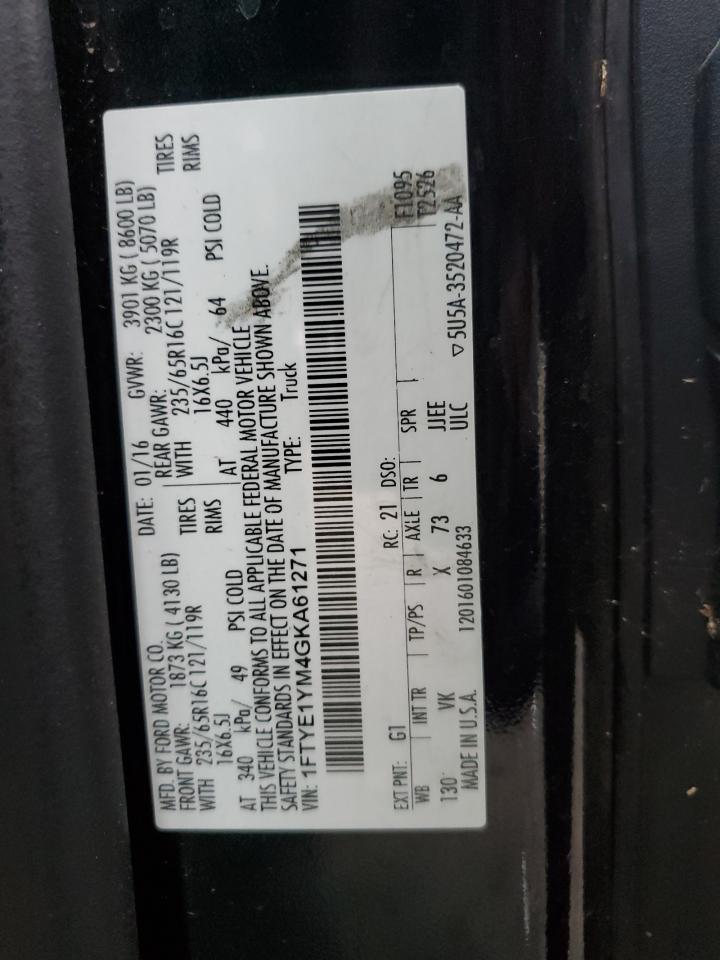 MFD. BY FORD MOTOR CO. DATE: 01/16 GVWR: 3901 KG ( 8600 LB)
FRONT GAWR: 1873 KG ( 4130 LB) REAR GAWR: 2300 KG ( 5070 LB)
WITH 235/65R16C 121/119R TIRES WITH 235/65R16C 121/119R TIRES
16X6.5J RIMS 16X6.5J RIMS
AT 340 kPa/ 49 PSI COLD AT 440 kPa/ 64 PSI COLD
THIS VEHICLE CONFORMS TO ALL APPLICABLE FEDERAL MOTOR VEHICLE
SAFETY STANDARDS IN EFFECT ON THE DATE OF MANUFACTURE SHOWN ABOVE.
VIN: 1FTYE1YM4GKA61271 TYPE: Truck
EXT PNT: G1 RC: 21 DSO: F1095
WB INT TR TP/PS R AXLE TR SPR T2526
130 VK X 73 6 JJEE
ULC
MADE IN U.S.A. 1201601084633 ▽ 5U5A-3520472-AA